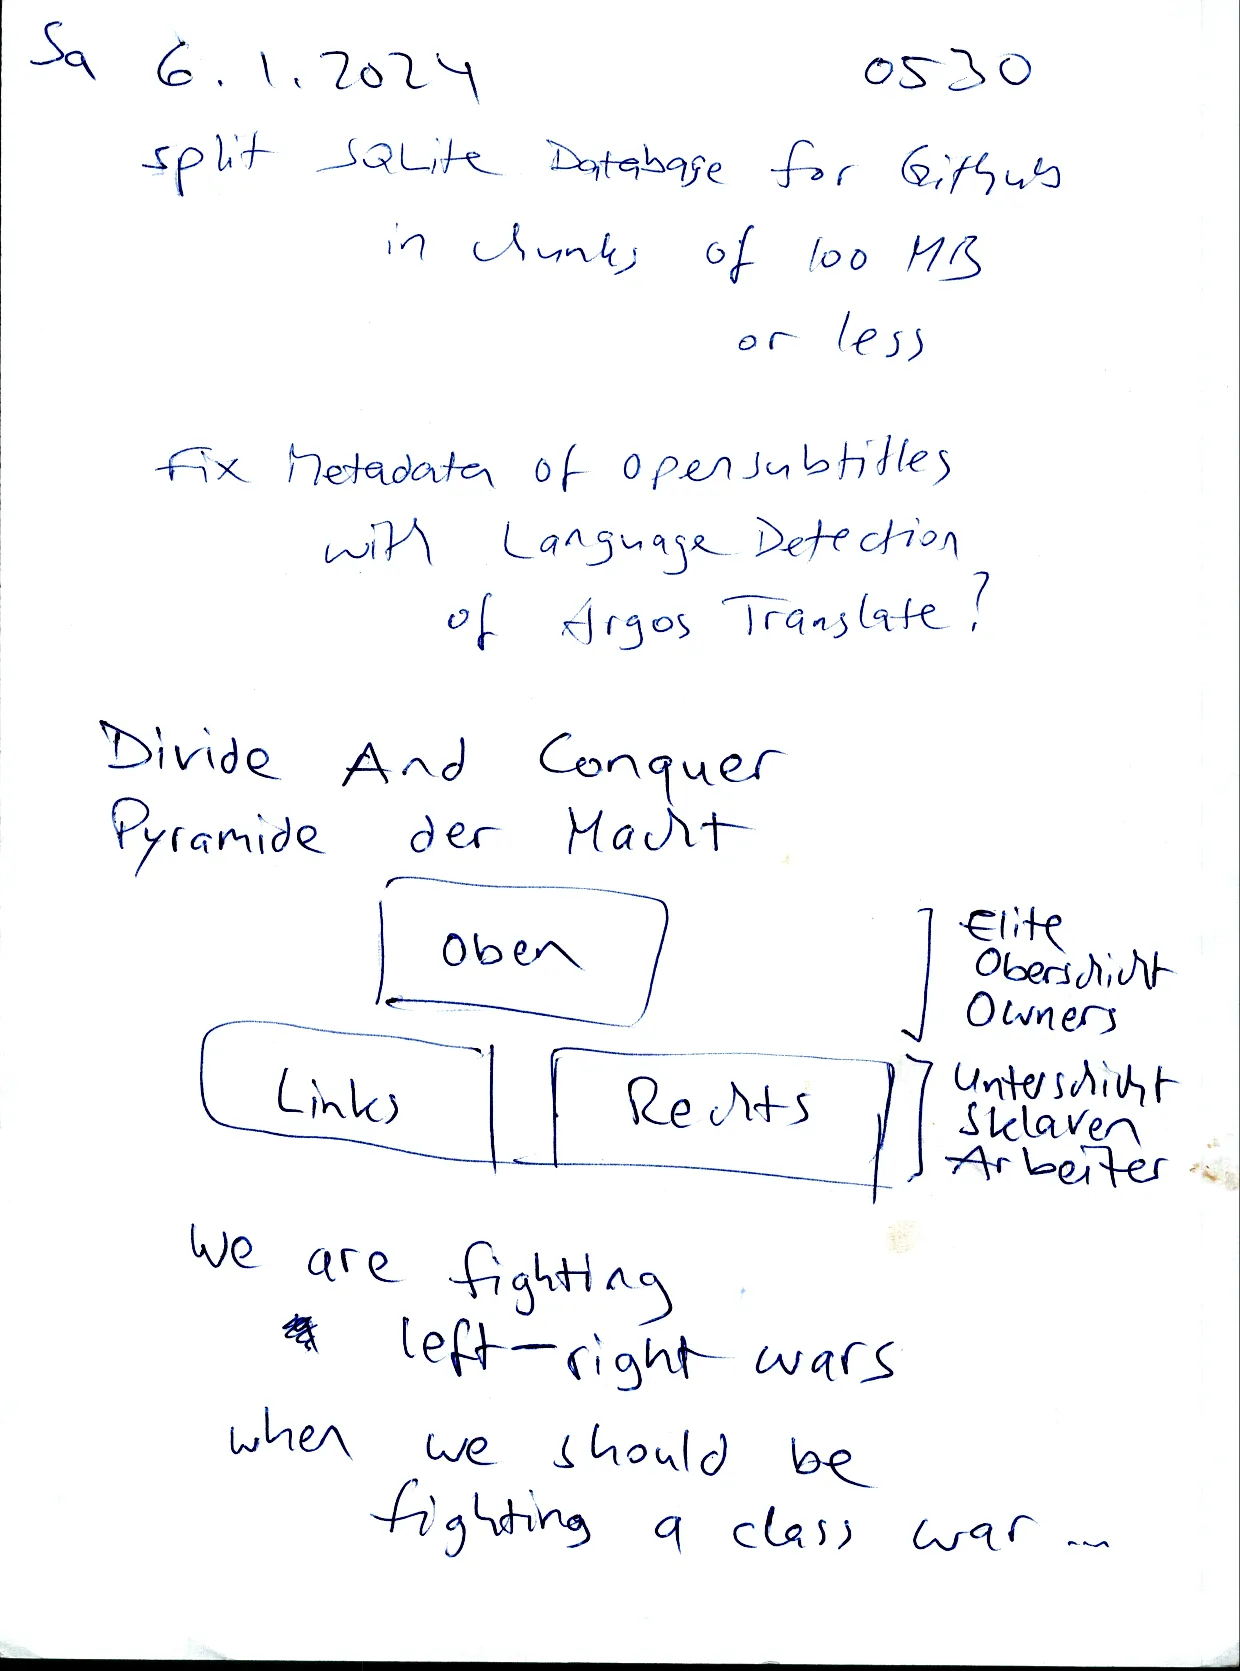 Sa 6.1.2024 0530
split SQLite Database for Github
in chunks of 100 MB
or less
fix Metadata of opensubtitles
with Language Detection
of Argos Translate?
Divide And Conquer
Pyramide der Macht
Oben
Elite
Oberschicht
Owners
Links
Rechts
Unterschicht
Sklaven
Arbeiter
We are fighting
left-right wars
when we should be
fighting a class war ...